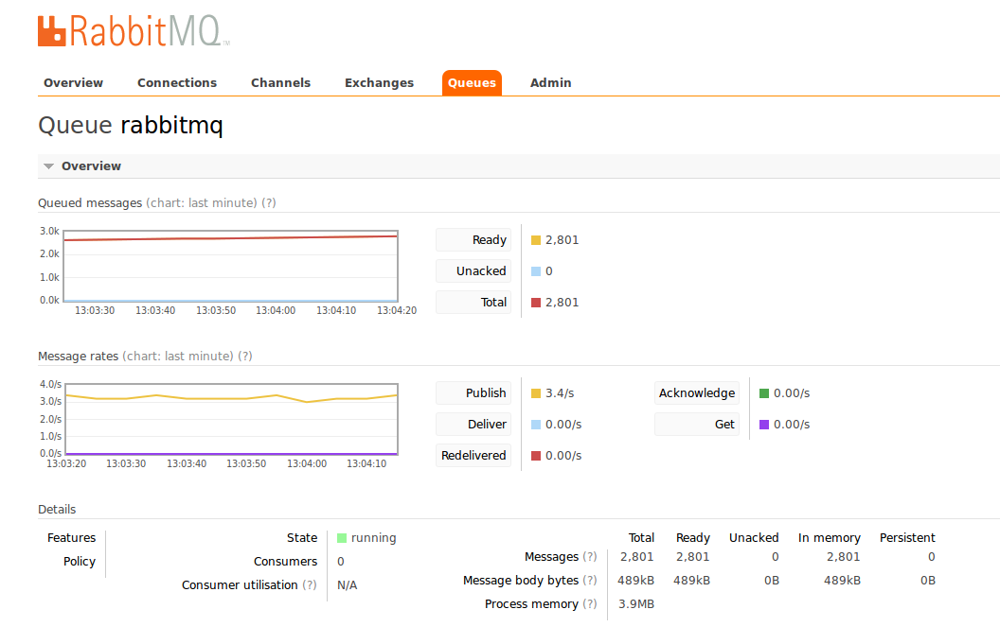 RabbitMQ TM
Overview Connections Channels Exchanges Queues Admin
Queue rabbitmq
Overview
Queued messages (chart: last minute) (?)
3.0k
2.0k
1.0k
0.0k
13:03:30 13:03:40 13:03:50 13:04:00 13:04:10 13:04:20
Ready 2,801
Unacked 0
Total 2,801
Message rates (chart: last minute) (?)
4.0/s
3.0/s
2.0/s
1.0/s
0.0/s
13:03:20 13:03:30 13:03:40 13:03:50 13:04:00 13:04:10
Publish 3.4/s
Deliver 0.00/s
Redelivered 0.00/s
Acknowledge 0.00/s
Get 0.00/s
Details
Features
Policy
State running
Consumers 0
Consumer utilisation (?) N/A
Total Ready Unacked In memory Persistent
Messages (?) 2,801 2,801 0 2,801 0
Message body bytes (?) 489kB 489kB 0B 489kB 0B
Process memory (?) 3.9MB